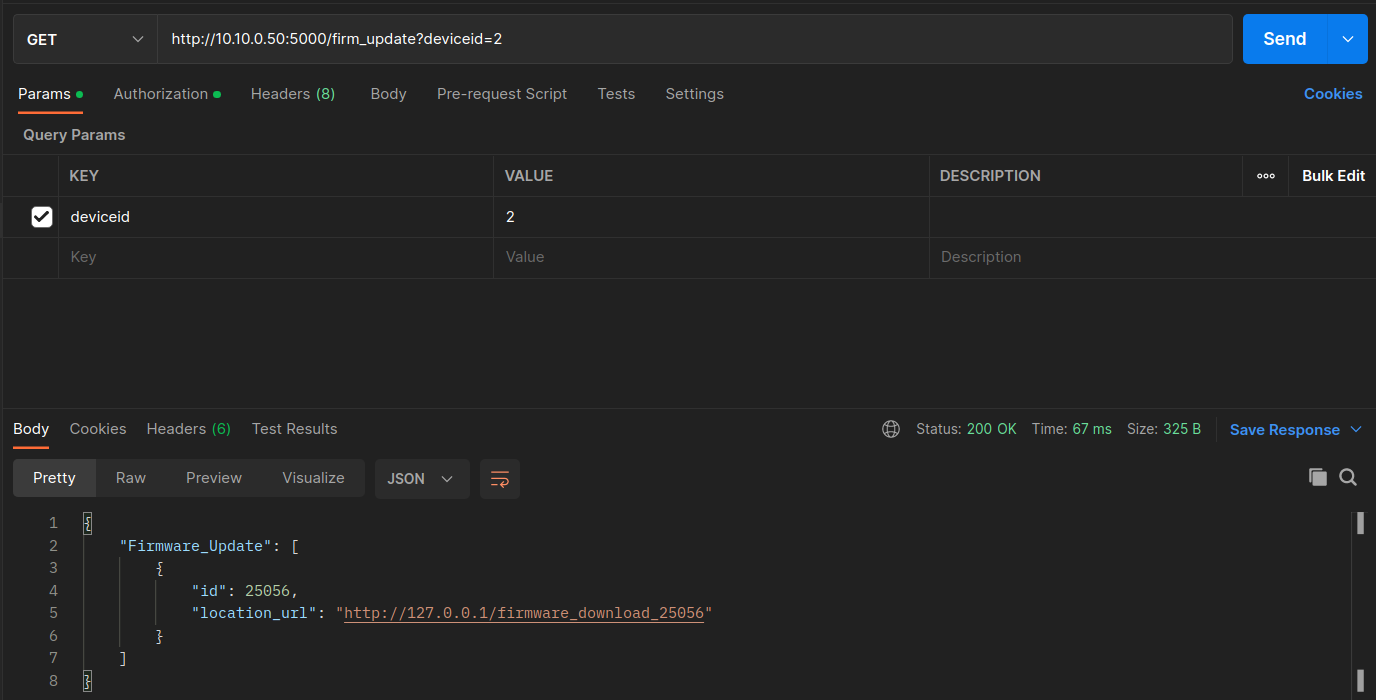 GET http://10.10.0.50:5000/firm_update?deviceid=2 Send
Params Authorization Headers (8) Body Pre-request Script Tests Settings Cookies
Query Params
KEY VALUE DESCRIPTION ooo Bulk Edit
deviceid 2
Key Value Description
Body Cookies Headers (6) Test Results Status: 200 OK Time: 67 ms Size: 325 B Save Response
Pretty Raw Preview Visualize JSON
1 {
2 "Firmware_Update": [
3 {
4 "id": 25056,
5 "location_url": "http://127.0.0.1/firmware_download_25056"
6 }
7 ]
8 }